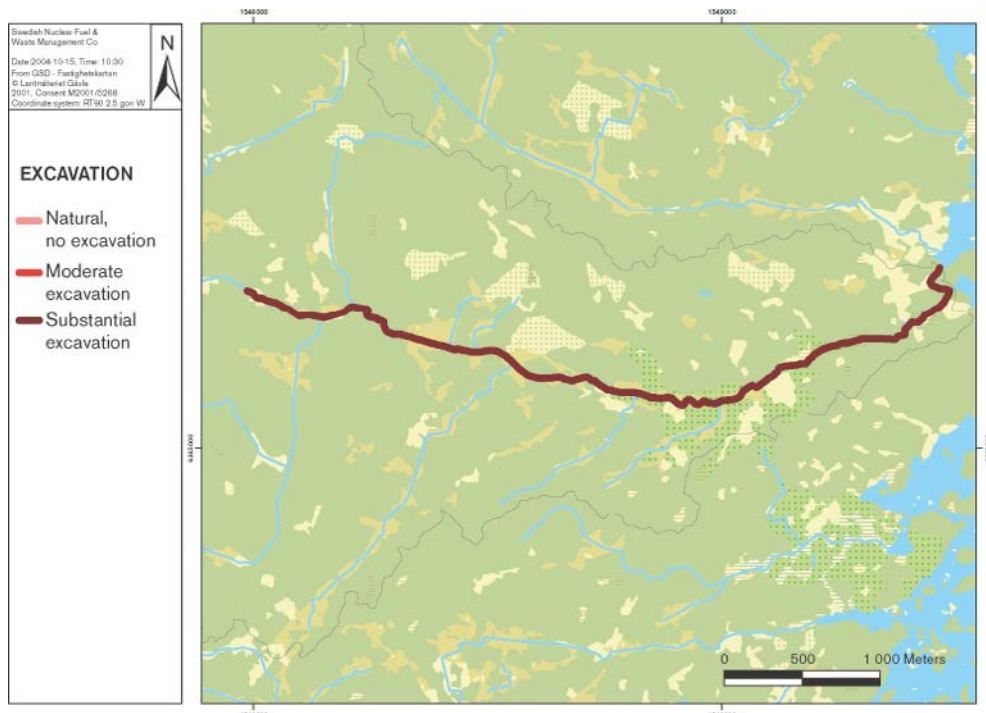 Swedish Nuclear Fuel &
Waste Management Co
Date:2004-10-15, Time: 10:30
From GSD - Fastighetskartan
© Lantmäteriet Gävle
2001, Consent M2001/5268
Coordinate system: RT90 2.5 gon W
N
EXCAVATION
Natural,
no excavation
Moderate
excavation
Substantial
excavation
1546000
1549000
6365000
0 500 1 000 Meters